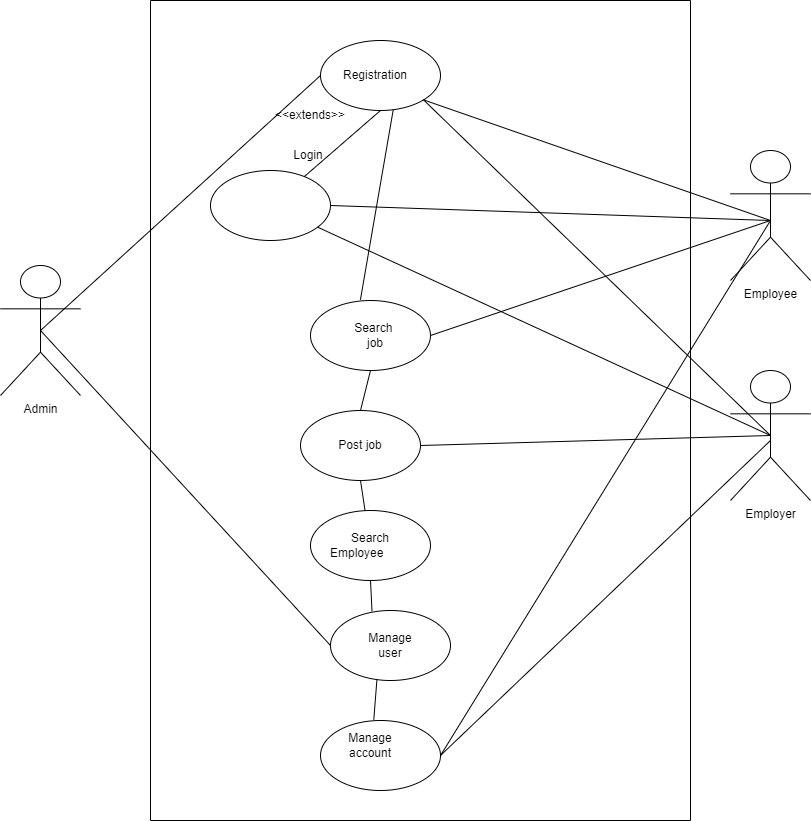 Registration
<<extends>>
Login
Search
job
Employee
Admin
Post job
Employer
Search
Employee
Manage
user
Manage
account